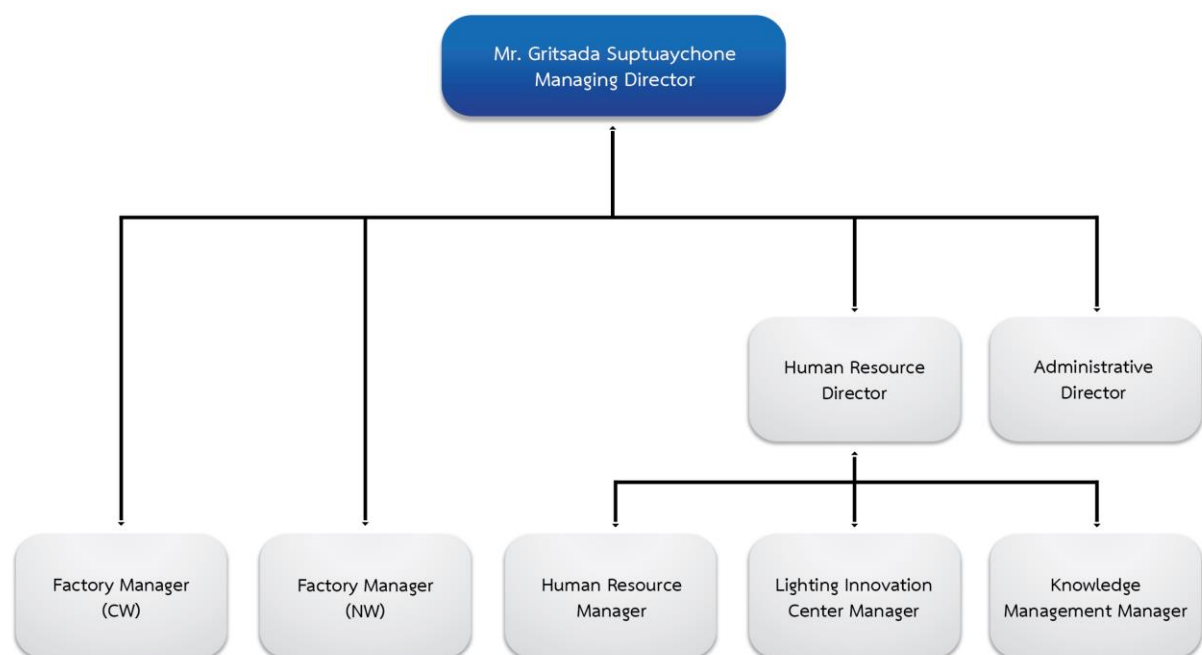 Mr. Gritsada Suptuaychone
Managing Director
Human Resource
Director
Administrative
Director
Factory Manager
(CW)
Factory Manager
(NW)
Human Resource
Manager
Lighting Innovation
Center Manager
Knowledge
Management Manager